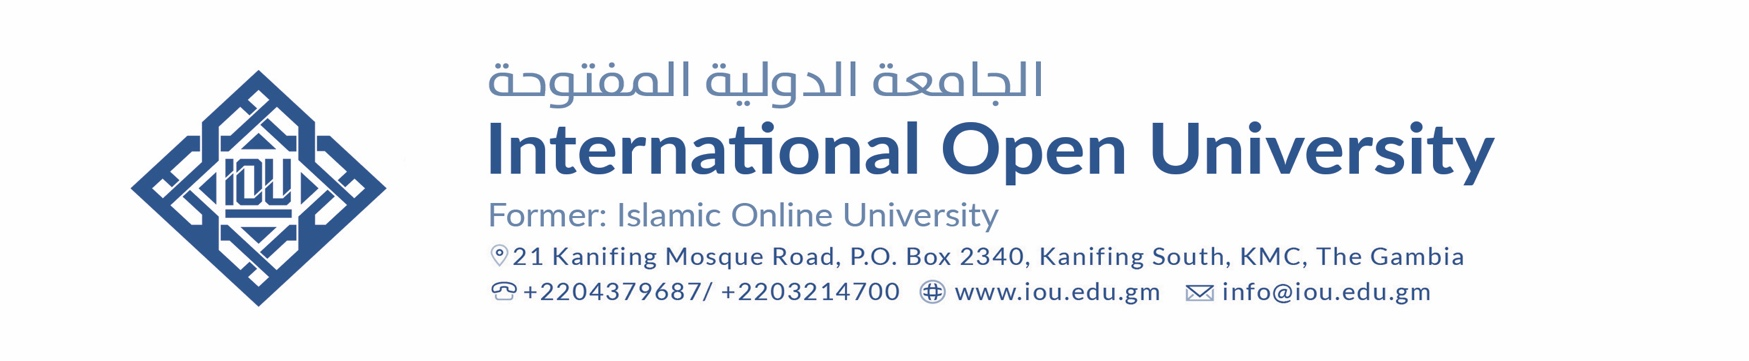 IOU
الجامعة الدولية المفتوحة
International Open University
Former: Islamic Online University
21 Kanifing Mosque Road, P.O. Box 2340, Kanifing South, KMC, The Gambia
+2204379687/ +2203214700 www.iou.edu.gm info@iou.edu.gm